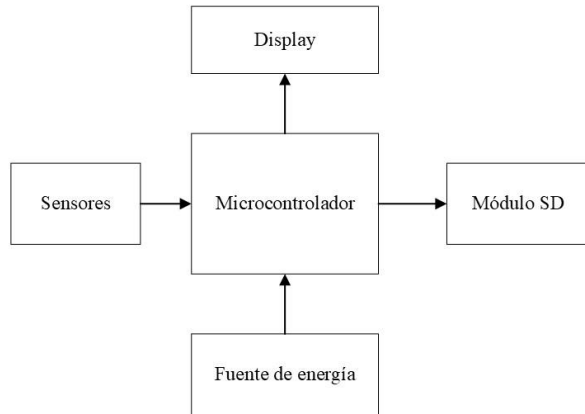 Display
Sensores
Microcontrolador
Módulo SD
Fuente de energía